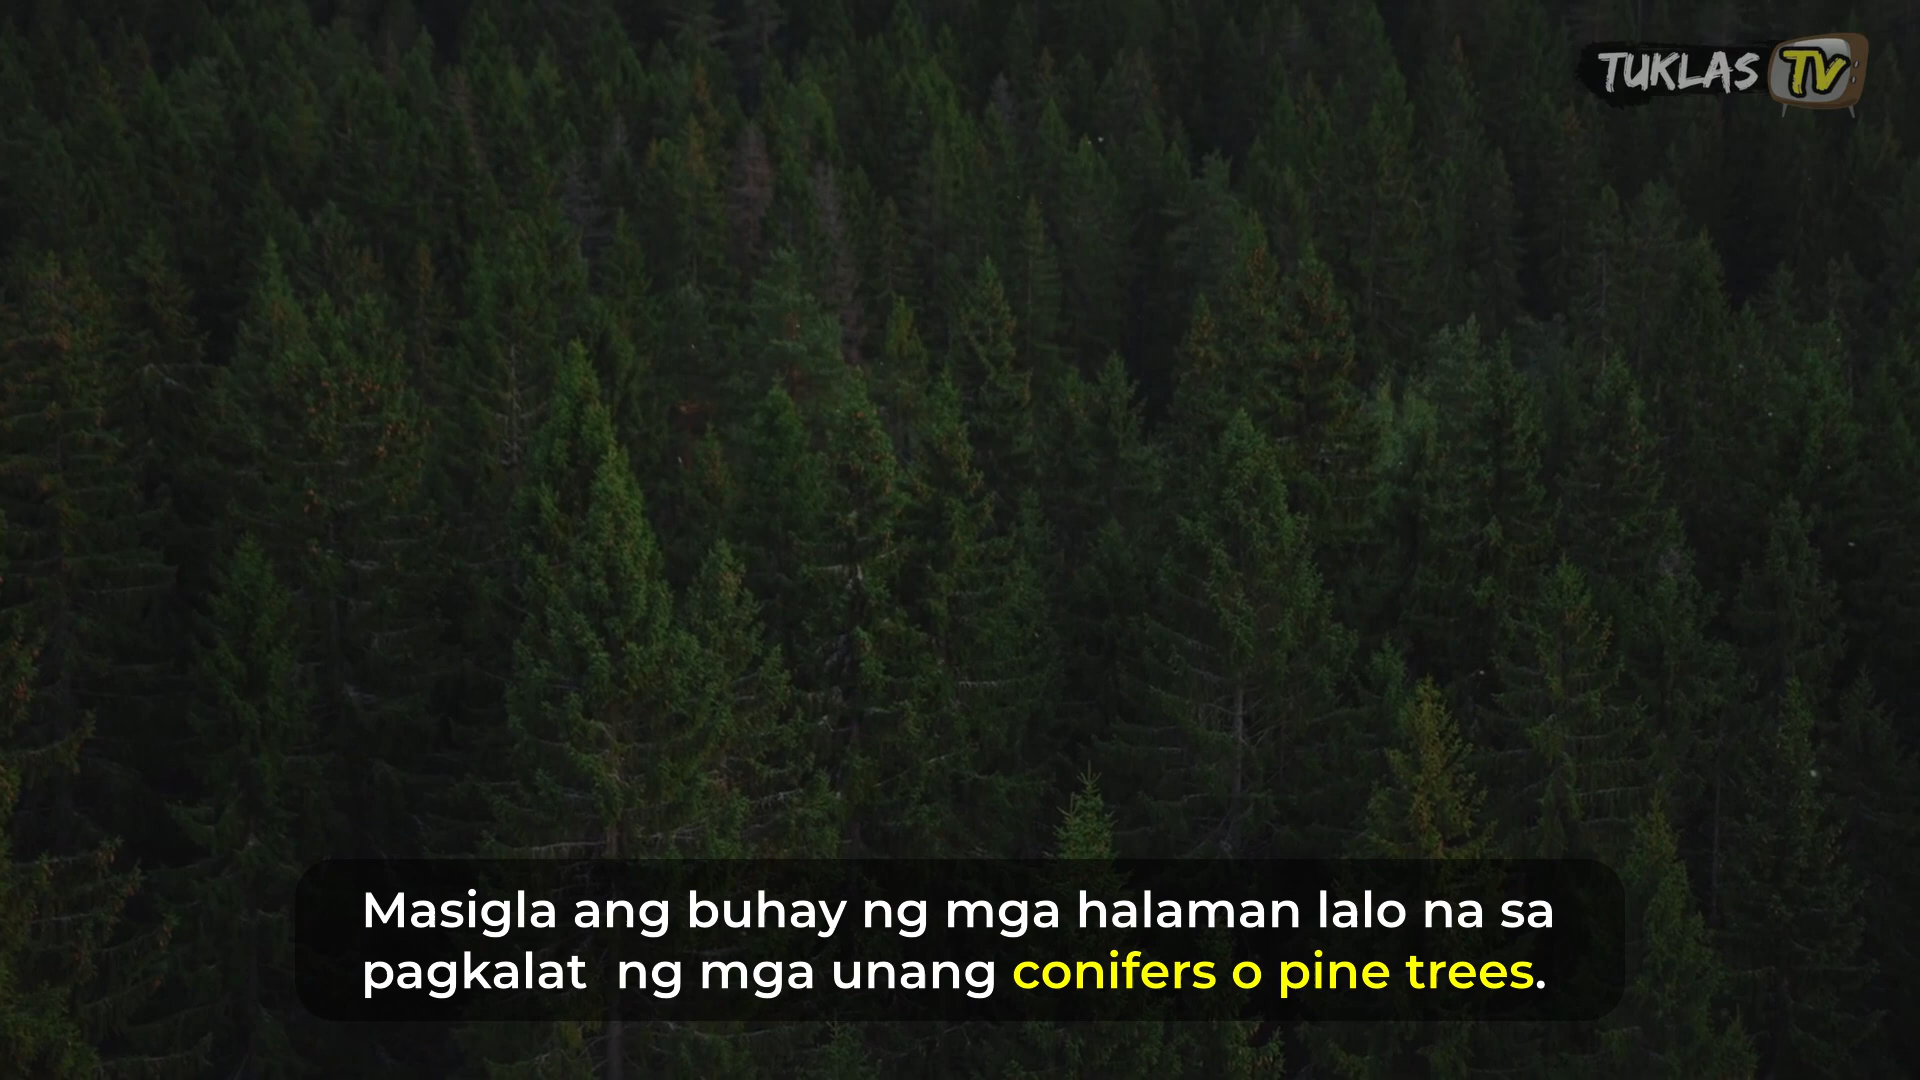 TUKLAS TV
Masigla ang buhay ng mga halaman lalo na sa
pagkalat  ng mga unang conifers o pine trees.